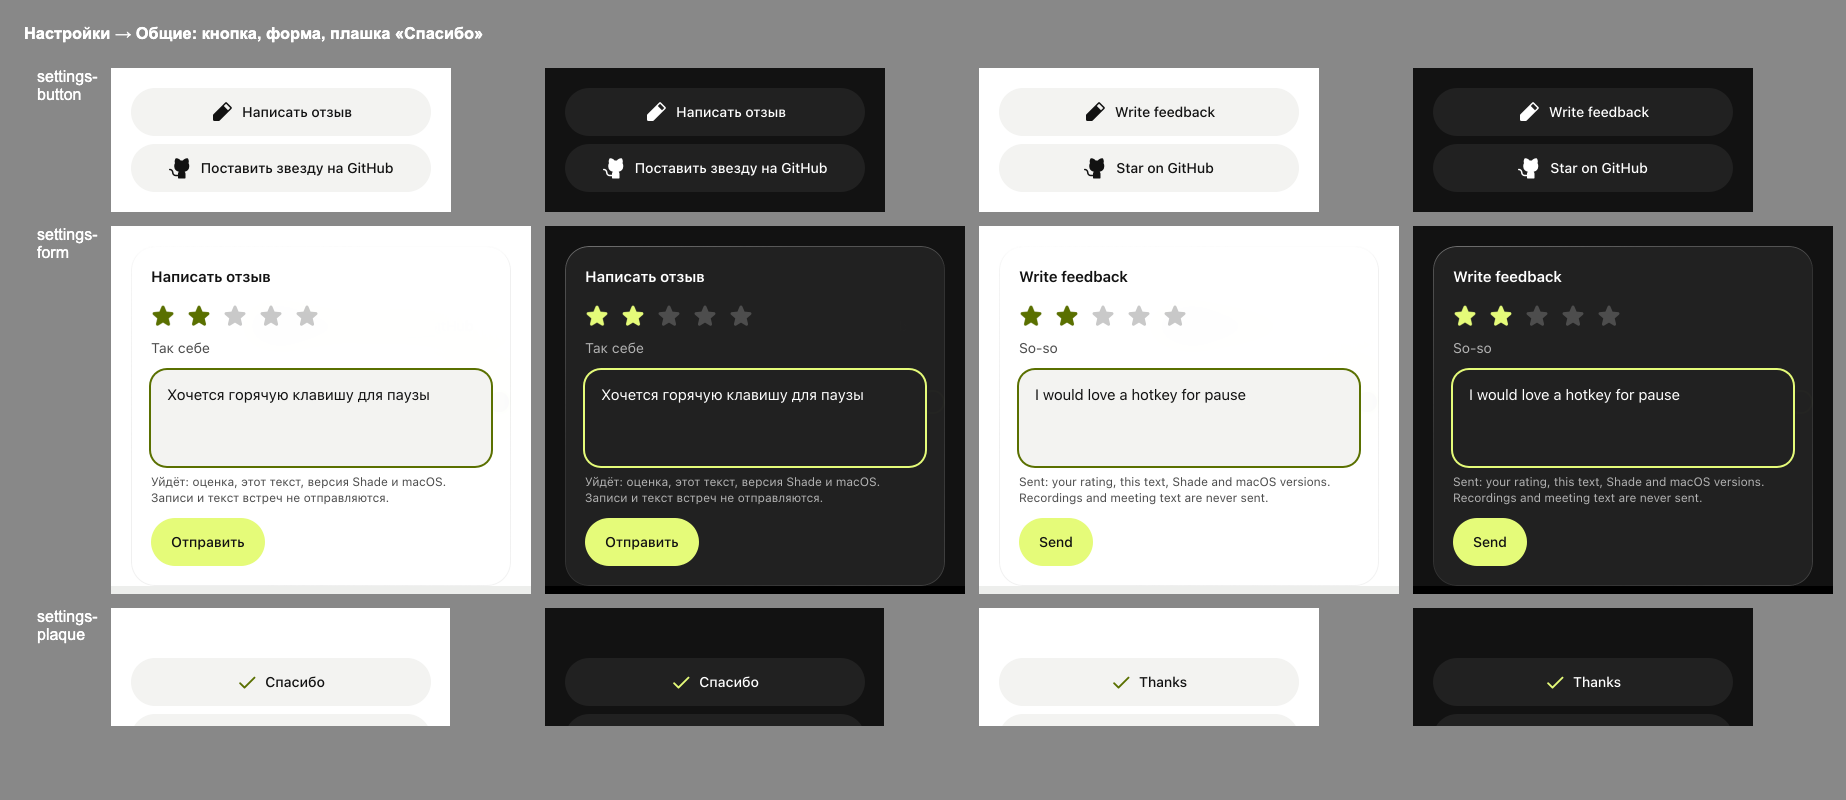 Настройки → Общие: кнопка, форма, плашка «Спасибо»
settings-
button
Написать отзыв
Поставить звезду на GitHub
Написать отзыв
Поставить звезду на GitHub
Write feedback
Star on GitHub
Write feedback
Star on GitHub
settings-
form
Написать отзыв
Так себе
Хочется горячую клавишу для паузы
Уйдёт: оценка, этот текст, версия Shade и macOS.
Записи и текст встреч не отправляются.
Отправить
Написать отзыв
Так себе
Хочется горячую клавишу для паузы
Уйдёт: оценка, этот текст, версия Shade и macOS.
Записи и текст встреч не отправляются.
Отправить
Write feedback
So-so
I would love a hotkey for pause
Sent: your rating, this text, Shade and macOS versions.
Recordings and meeting text are never sent.
Send
Write feedback
So-so
I would love a hotkey for pause
Sent: your rating, this text, Shade and macOS versions.
Recordings and meeting text are never sent.
Send
settings-
plaque
Спасибо
Спасибо
Thanks
Thanks